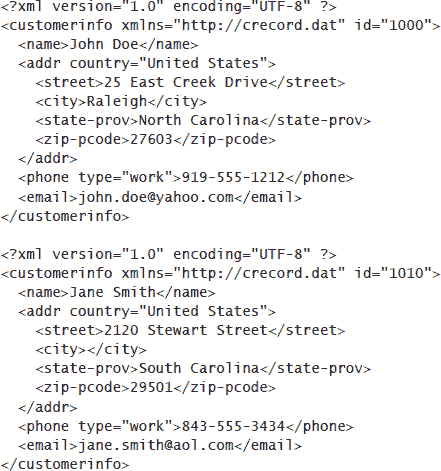 <?xml version="1.0" encoding="UTF-8" ?>
<customerinfo xmlns="http://crecord.dat" id="1000">
<name>John Doe</name>
<addr country="United States">
<street>25 East Creek Drive</street>
<city>Raleigh</city>
<state-prov>North Carolina</state-prov>
<zip-pcode>27603</zip-pcode>
</addr>
<phone type="work">919-555-1212</phone>
<email>john.doe@yahoo.com</email>
</customerinfo>

<?xml version="1.0" encoding="UTF-8" ?>
<customerinfo xmlns="http://crecord.dat" id="1010">
<name>Jane Smith</name>
<addr country="United States">
<street>2120 Stewart Street</street>
<city></city>
<state-prov>South Carolina</state-prov>
<zip-pcode>29501</zip-pcode>
</addr>
<phone type="work">843-555-3434</phone>
<email>jane.smith@aol.com</email>
</customerinfo>